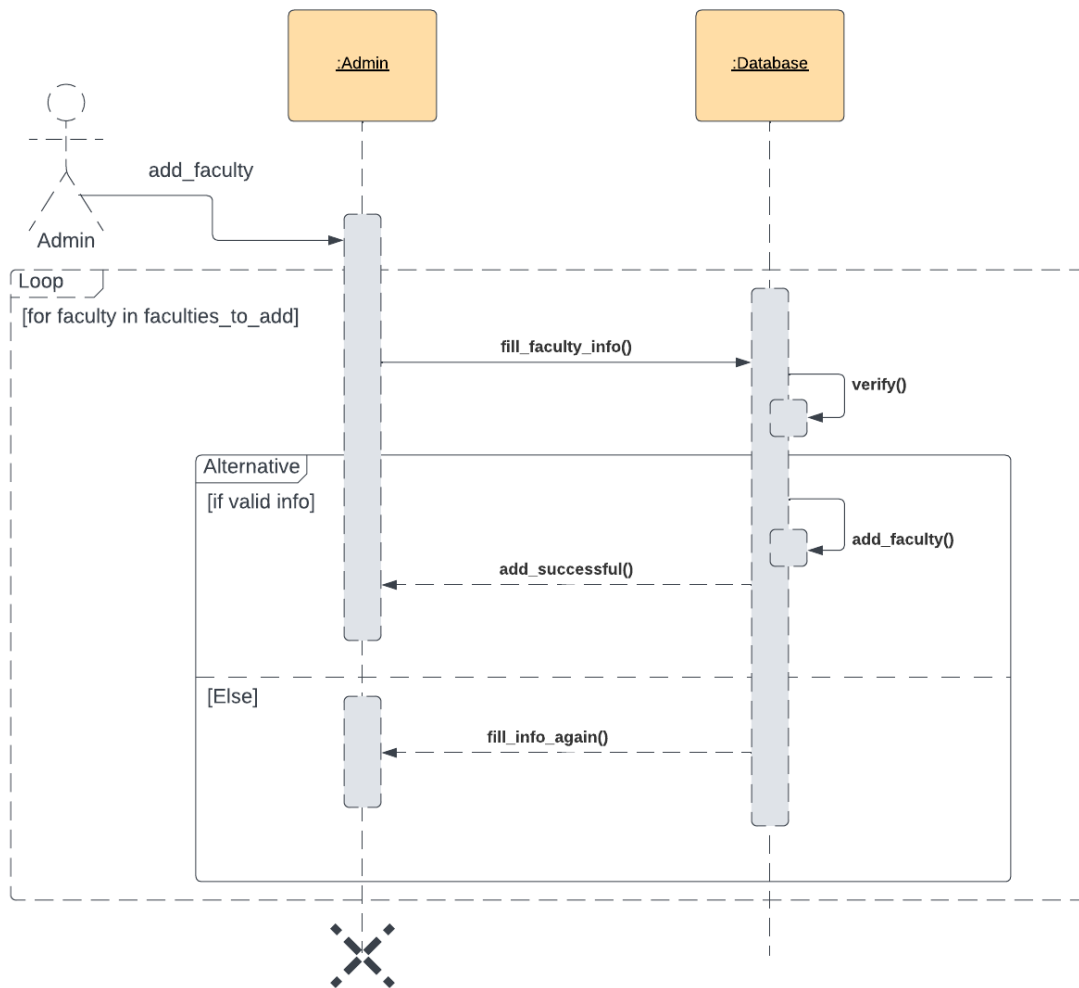 :Admin
:Database
add_faculty
Admin
Loop
[for faculty in faculties_to_add]
fill_faculty_info()
verify()
Alternative
[if valid info]
add_faculty()
add_successful()
[Else]
fill_info_again()